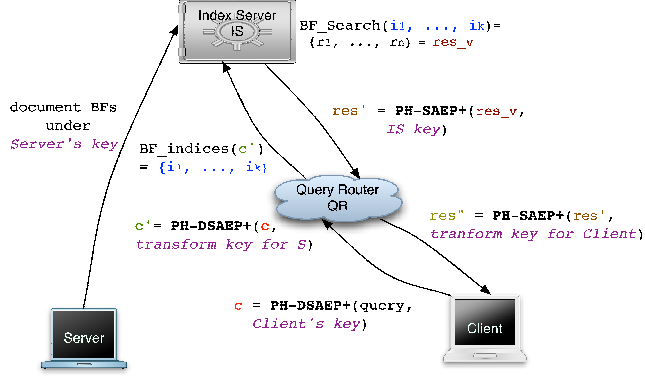 Index Server
IS
BF_Search(i1, ..., ik)=
{r1, ..., rn} = res_v
document BFs
under
Server's key
res' = PH-SAEP+(res_v,
IS key)
BF_indices(c')
= {i1, ..., ik}
Query Router
QR
c'= PH-DSAEP+(c,
transform key for S)
res" = PH-SAEP+(res',
tranform key for Client)
c = PH-DSAEP+(query,
Client's key)
Server
Client